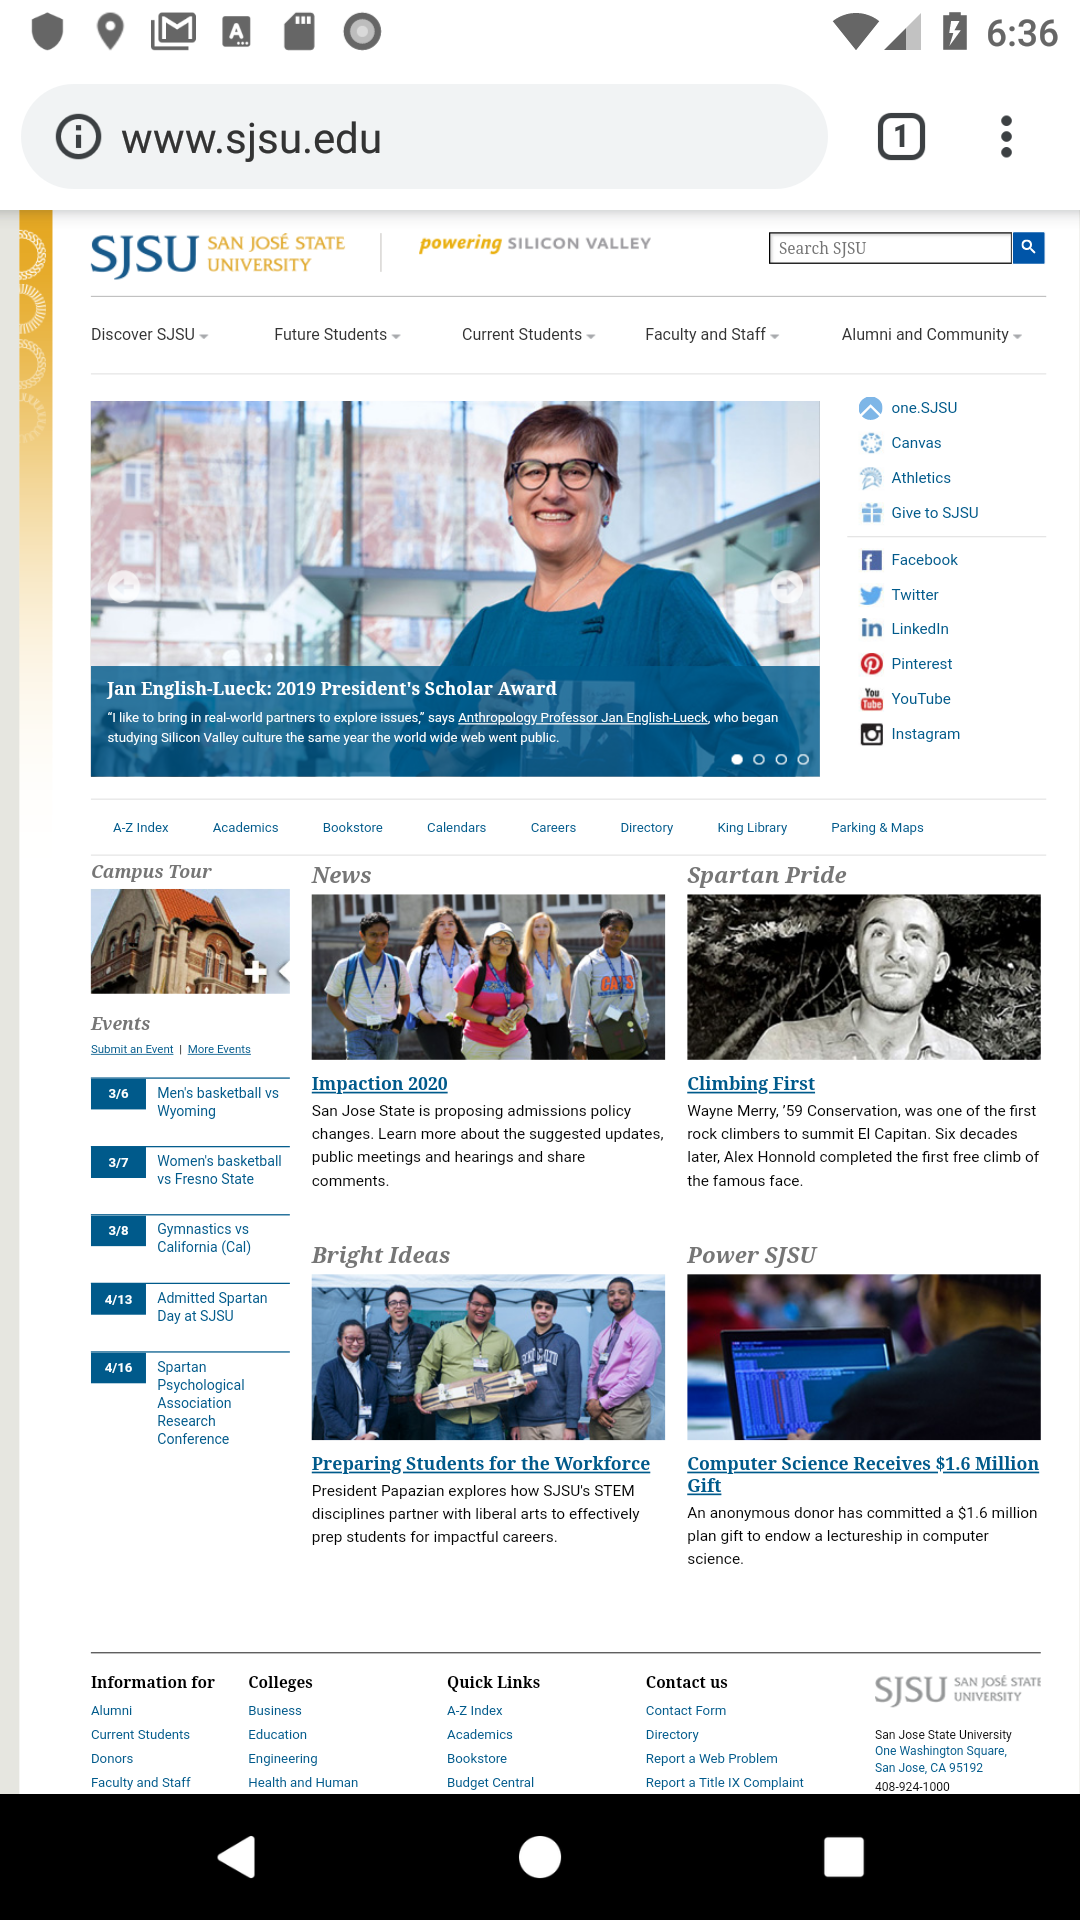 6:36
www.sjsu.edu
1
SJSU SAN JOSÉ STATE UNIVERSITY
powering SILICON VALLEY
Search SJSU
Discover SJSU
Future Students
Current Students
Faculty and Staff
Alumni and Community
one.SJSU
Canvas
Athletics
Give to SJSU
Facebook
Twitter
LinkedIn
Pinterest
YouTube
Instagram
Jan English-Lueck: 2019 President's Scholar Award
“I like to bring in real-world partners to explore issues,” says Anthropology Professor Jan English-Lueck, who began
studying Silicon Valley culture the same year the world wide web went public.
A-Z Index
Academics
Bookstore
Calendars
Careers
Directory
King Library
Parking & Maps
Campus Tour
Events
Submit an Event | More Events
3/6
Men's basketball vs
Wyoming
3/7
Women's basketball
vs Fresno State
3/8
Gymnastics vs
California (Cal)
4/13
Admitted Spartan
Day at SJSU
4/16
Spartan
Psychological
Association
Research
Conference
News
Impaction 2020
San Jose State is proposing admissions policy
changes. Learn more about the suggested updates,
public meetings and hearings and share
comments.
Spartan Pride
Climbing First
Wayne Merry, ’59 Conservation, was one of the first
rock climbers to summit El Capitan. Six decades
later, Alex Honnold completed the first free climb of
the famous face.
Bright Ideas
Preparing Students for the Workforce
President Papazian explores how SJSU's STEM
disciplines partner with liberal arts to effectively
prep students for impactful careers.
Power SJSU
Computer Science Receives $1.6 Million
Gift
An anonymous donor has committed a $1.6 million
plan gift to endow a lectureship in computer
science.
Information for
Alumni
Current Students
Donors
Faculty and Staff
Colleges
Business
Education
Engineering
Health and Human
Quick Links
A-Z Index
Academics
Bookstore
Budget Central
Contact us
Contact Form
Directory
Report a Web Problem
Report a Title IX Complaint
SJSU SAN JOSÉ STATE UNIVERSITY
San Jose State University
One Washington Square,
San Jose, CA 95192
408-924-1000